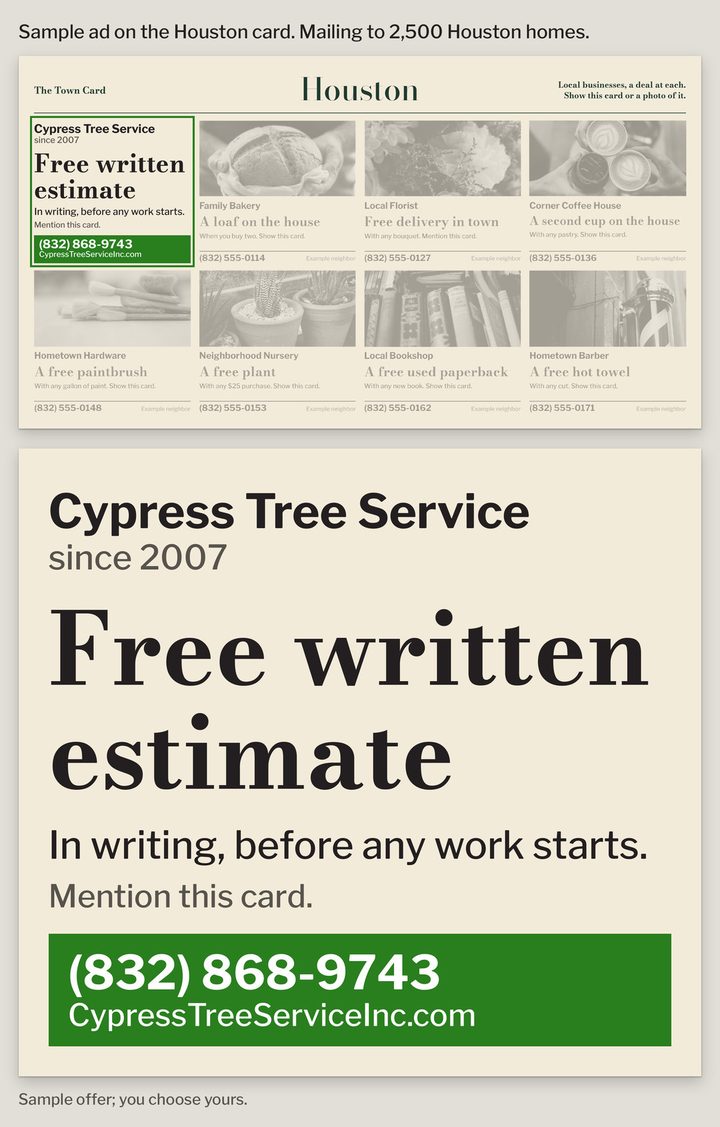 Sample ad on the Houston card. Mailing to 2,500 Houston homes.
The Town Card
Houston
Local businesses, a deal at each.
Show this card or a photo of it.
Cypress Tree Service
since 2007
Free written
estimate
In writing, before any work starts.
Mention this card.
(832) 868-9743
CypressTreeServiceInc.com
Family Bakery
A loaf on the house
When you buy two. Show this card.
(832) 555-0114
Example neighbor
Local Florist
Free delivery in town
With any bouquet. Mention this card.
(832) 555-0127
Example neighbor
Corner Coffee House
A second cup on the house
With any pastry. Show this card.
(832) 555-0136
Example neighbor
Hometown Hardware
A free paintbrush
With any gallon of paint. Show this card.
(832) 555-0148
Example neighbor
Neighborhood Nursery
A free plant
With any $25 purchase. Show this card.
(832) 555-0153
Example neighbor
Local Bookshop
A free used paperback
With any new book. Show this card.
(832) 555-0162
Example neighbor
Hometown Barber
A free hot towel
With any cut. Show this card.
(832) 555-0171
Example neighbor
Cypress Tree Service
since 2007
Free written
estimate
In writing, before any work starts.
Mention this card.
(832) 868-9743
CypressTreeServiceInc.com
Sample offer; you choose yours.